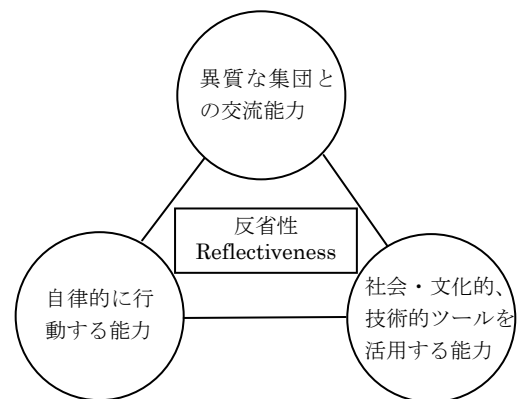 異質な集団と
の交流能力
反省性
Reflectiveness
自律的に行
動する能力
社会・文化的、
技術的ツールを
活用する能力